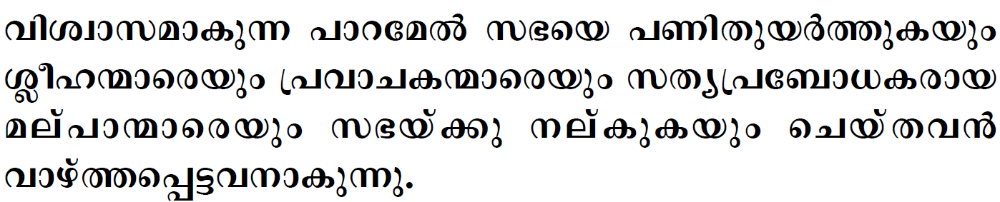 വിശ്വാസമാകുന്ന പാറമേൽ സഭയെ പണിതുയർത്തുകയും
ശ്ലീഹന്മാരെയും പ്രവാചകന്മാരെയും സത്യപ്രബോധകരായ
മല്പാന്മാരെയും സഭയ്ക്കു നല്കുകയും ചെയ്തവൻ
വാഴ്ത്തപ്പെട്ടവനാകുന്നു.